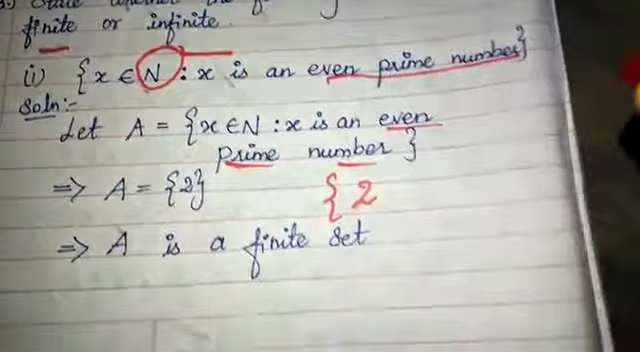 finite or infinite.
(i) {x ∈ N : x is an even prime number}
Soln:-
Let A = {x ∈ N : x is an even
prime number}
=> A = {2} {2
=> A is a finite set